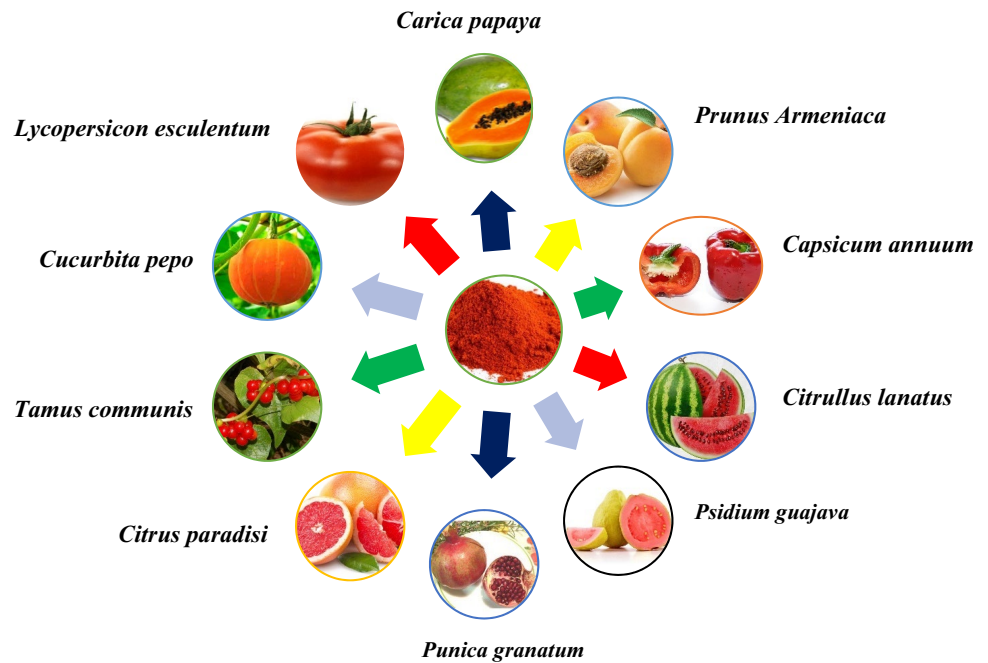 Carica papaya
Prunus Armeniaca
Lycopersicon esculentum
Capsicum annuum
Cucurbita pepo
Citrullus lanatus
Tamus communis
Psidium guajava
Citrus paradisi
Punica granatum